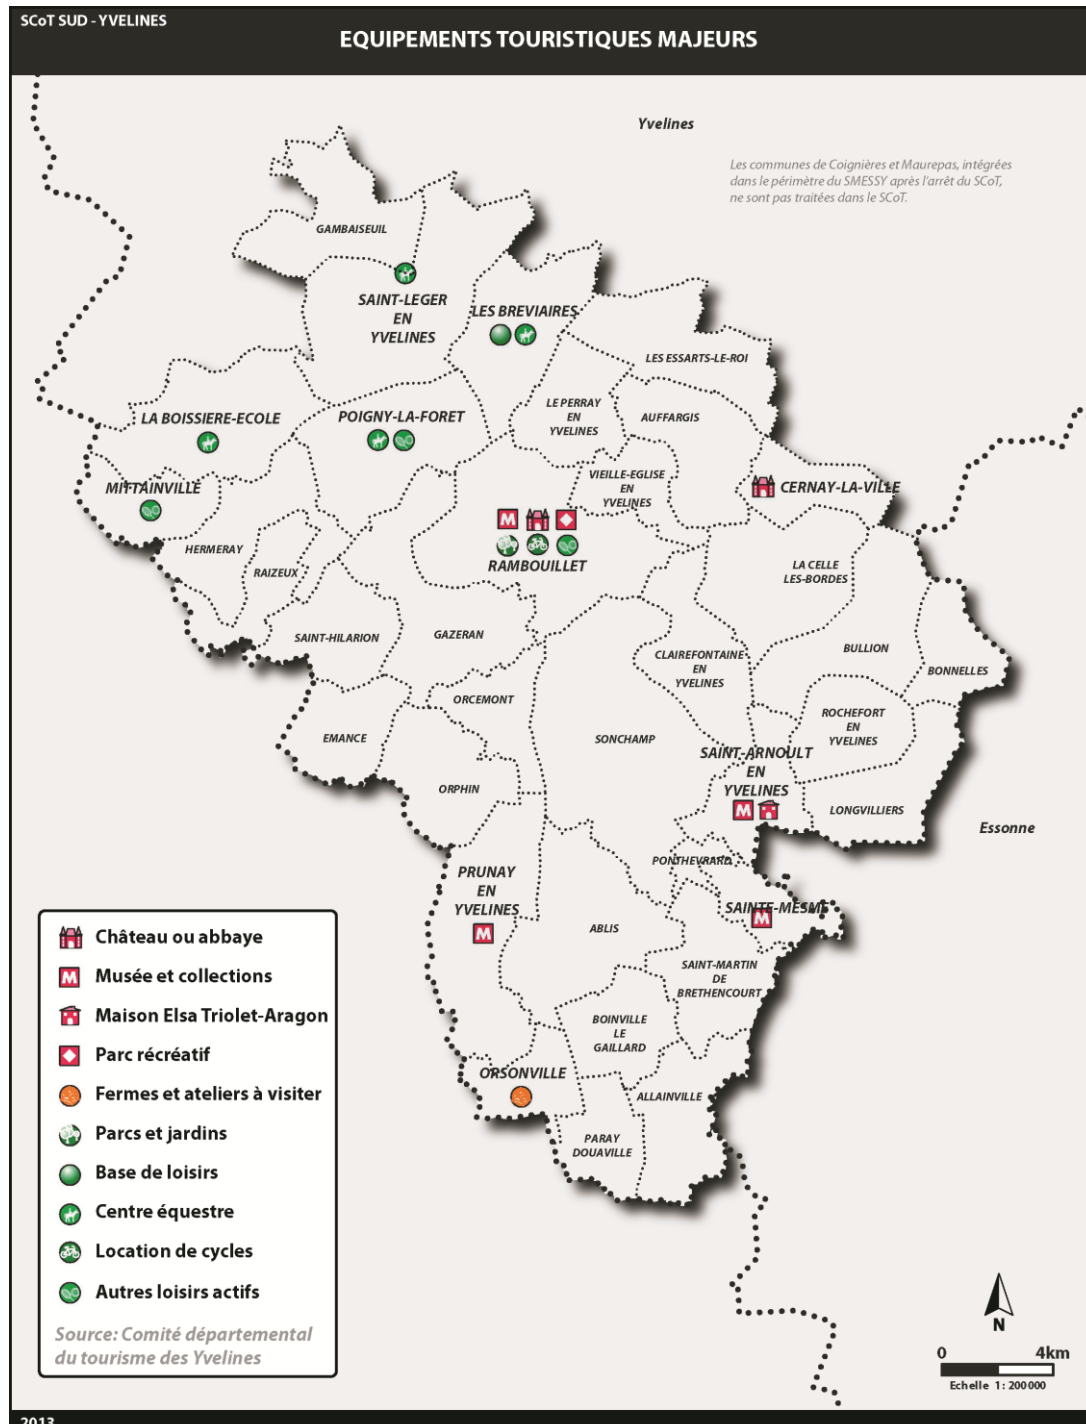 SCoT SUD - YVELINES
EQUIPEMENTS TOURISTIQUES MAJEURS
Yvelines
Les communes de Coignières et Maurepas, intégrées
dans le périmètre du SMESSY après l'arrêt du SCoT,
ne sont pas traitées dans le SCoT.
GAMBAISEUIL
SAINT-LEGER
EN
YVELINES
LES BREVIAIRES
LES ESSARTS-LE-ROI
LA BOISSIERE-ECOLE
POIGNY-LA-FORET
LE PERRAY
EN
YVELINES
AUFFARGIS
MITTAINVILLE
VIEILLE-EGLISE
EN
YVELINES
CERNAY-LA-VILLE
M
HERMERAY
RAIZEUX
RAMBOUILLET
LA CELLE
LES-BORDES
SAINT-HILARION
GAZERAN
CLAIREFONTAINE
EN
YVELINES
BULLION
BONNELLES
ORCEMONT
EMANCE
SONCHAMP
ROCHEFORT
EN
YVELINES
SAINT-ARNOULT
EN
YVELINES
M
ORPHIN
LONGVILLIERS
Essonne
PONTHEVRARD
PRUNAY
EN
YVELINES
M
SAINTE-MESME
M
ABLIS
SAINT-MARTIN
DE
BRETHENCOURT
BOINVILLE
LE
GAILLARD
ORSONVILLE
ALLAINVILLE
PARAY
DOUAVILLE
Château ou abbaye
M Musée et collections
Maison Elsa Triolet-Aragon
Parc récréatif
Fermes et ateliers à visiter
Parcs et jardins
Base de loisirs
Centre équestre
Location de cycles
Autres loisirs actifs
Source: Comité départemental
du tourisme des Yvelines
N
0 4km
Echelle 1 : 200 000
2013